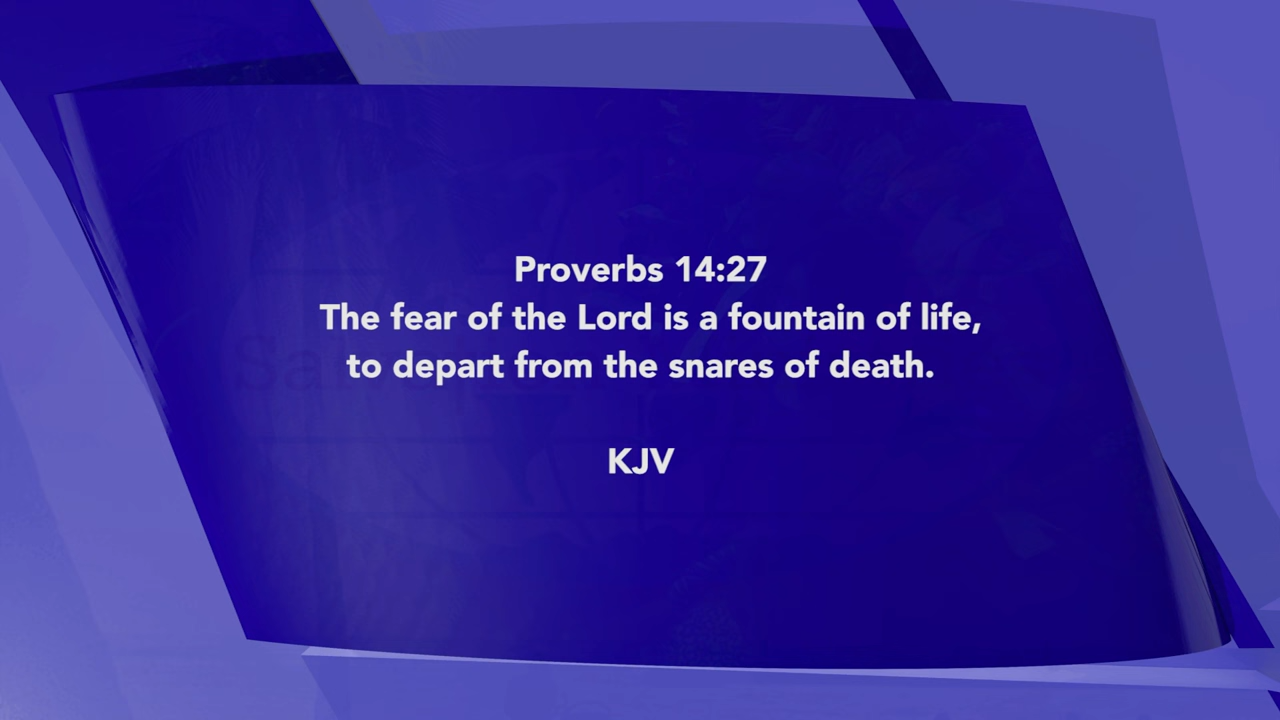 Proverbs 14:27
The fear of the Lord is a fountain of life,
to depart from the snares of death.
KJV